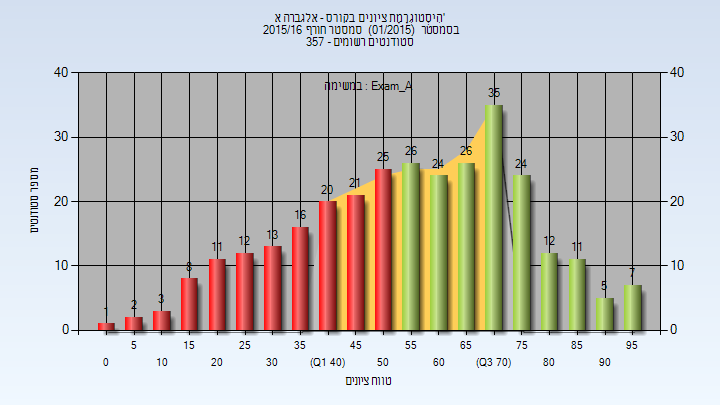 היסטוגרמת ציונים בקורס - אלגברה א'
בסמסטר (01/2015) סמסטר חורף 2015/16
סטודנטים רשומים - 357
במשימה : Exam_A
40 40
30 30
20 20
10 10
0 0
1 2 3 8 11 12 13 16 20 21 25 26 24 26 35 24 12 11 5 7
מספר סטודנטים
5 15 25 35 45 55 65 75 85 95
0 10 20 30 (Q1 40) 50 60 (Q3 70) 80 90
טווח ציונים